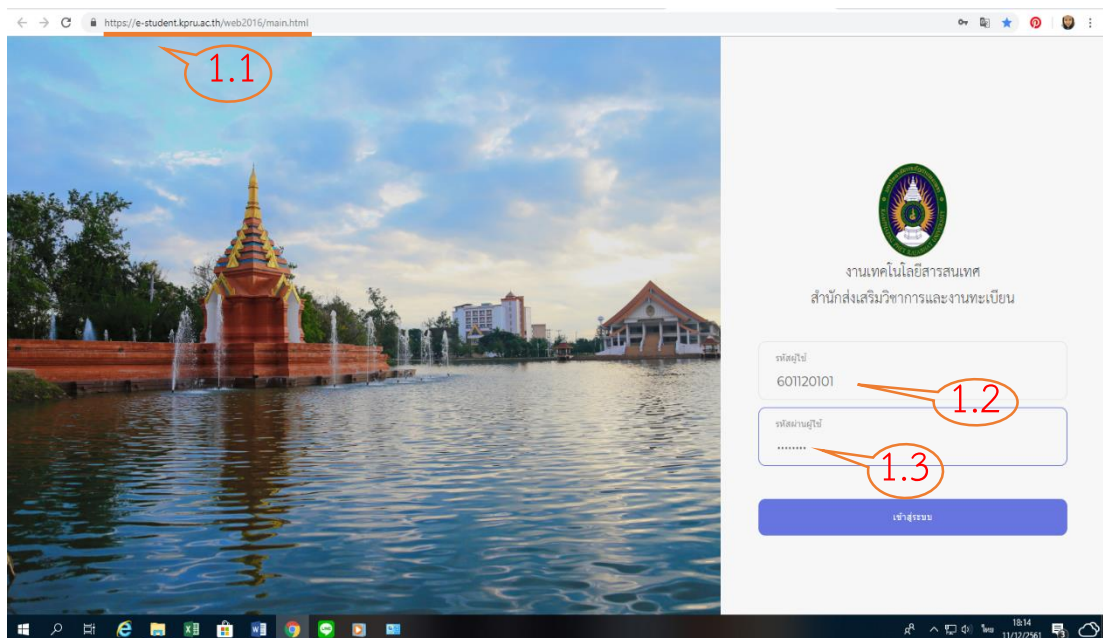 https://e-student.kpru.ac.th/web2016/main.html
1.1
งานเทคโนโลยีสารสนเทศ
สำนักส่งเสริมวิชาการและงานทะเบียน
รหัสผู้ใช้
601120101
1.2
รหัสผ่านผู้ใช้
........
1.3
เข้าสู่ระบบ
18:14
ไทย
11/12/2561